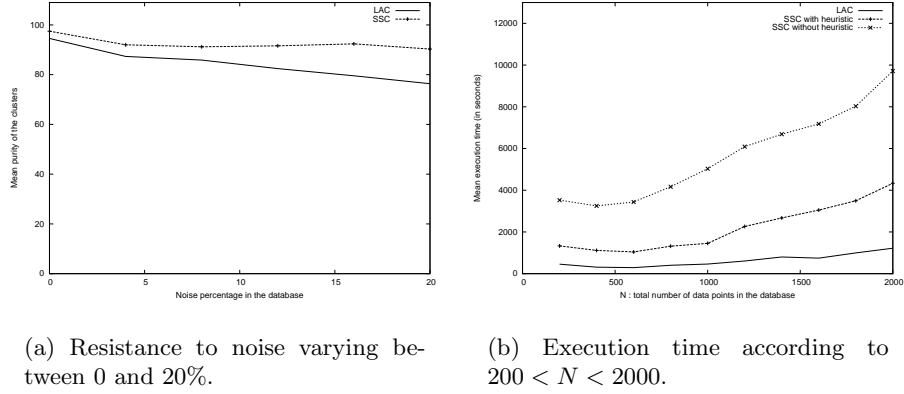 LAC
SSC
100
80
60
40
20
0
Mean purity of the clusters
0 5 10 15 20
Noise percentage in the database
(a) Resistance to noise varying be-
tween 0 and 20%.
LAC
SSC with heuristic
SSC without heuristic
12000
10000
8000
6000
4000
2000
0
Mean execution time (in seconds)
0 500 1000 1500 2000
N : total number of data points in the database
(b) Execution time according to
200 < N < 2000.